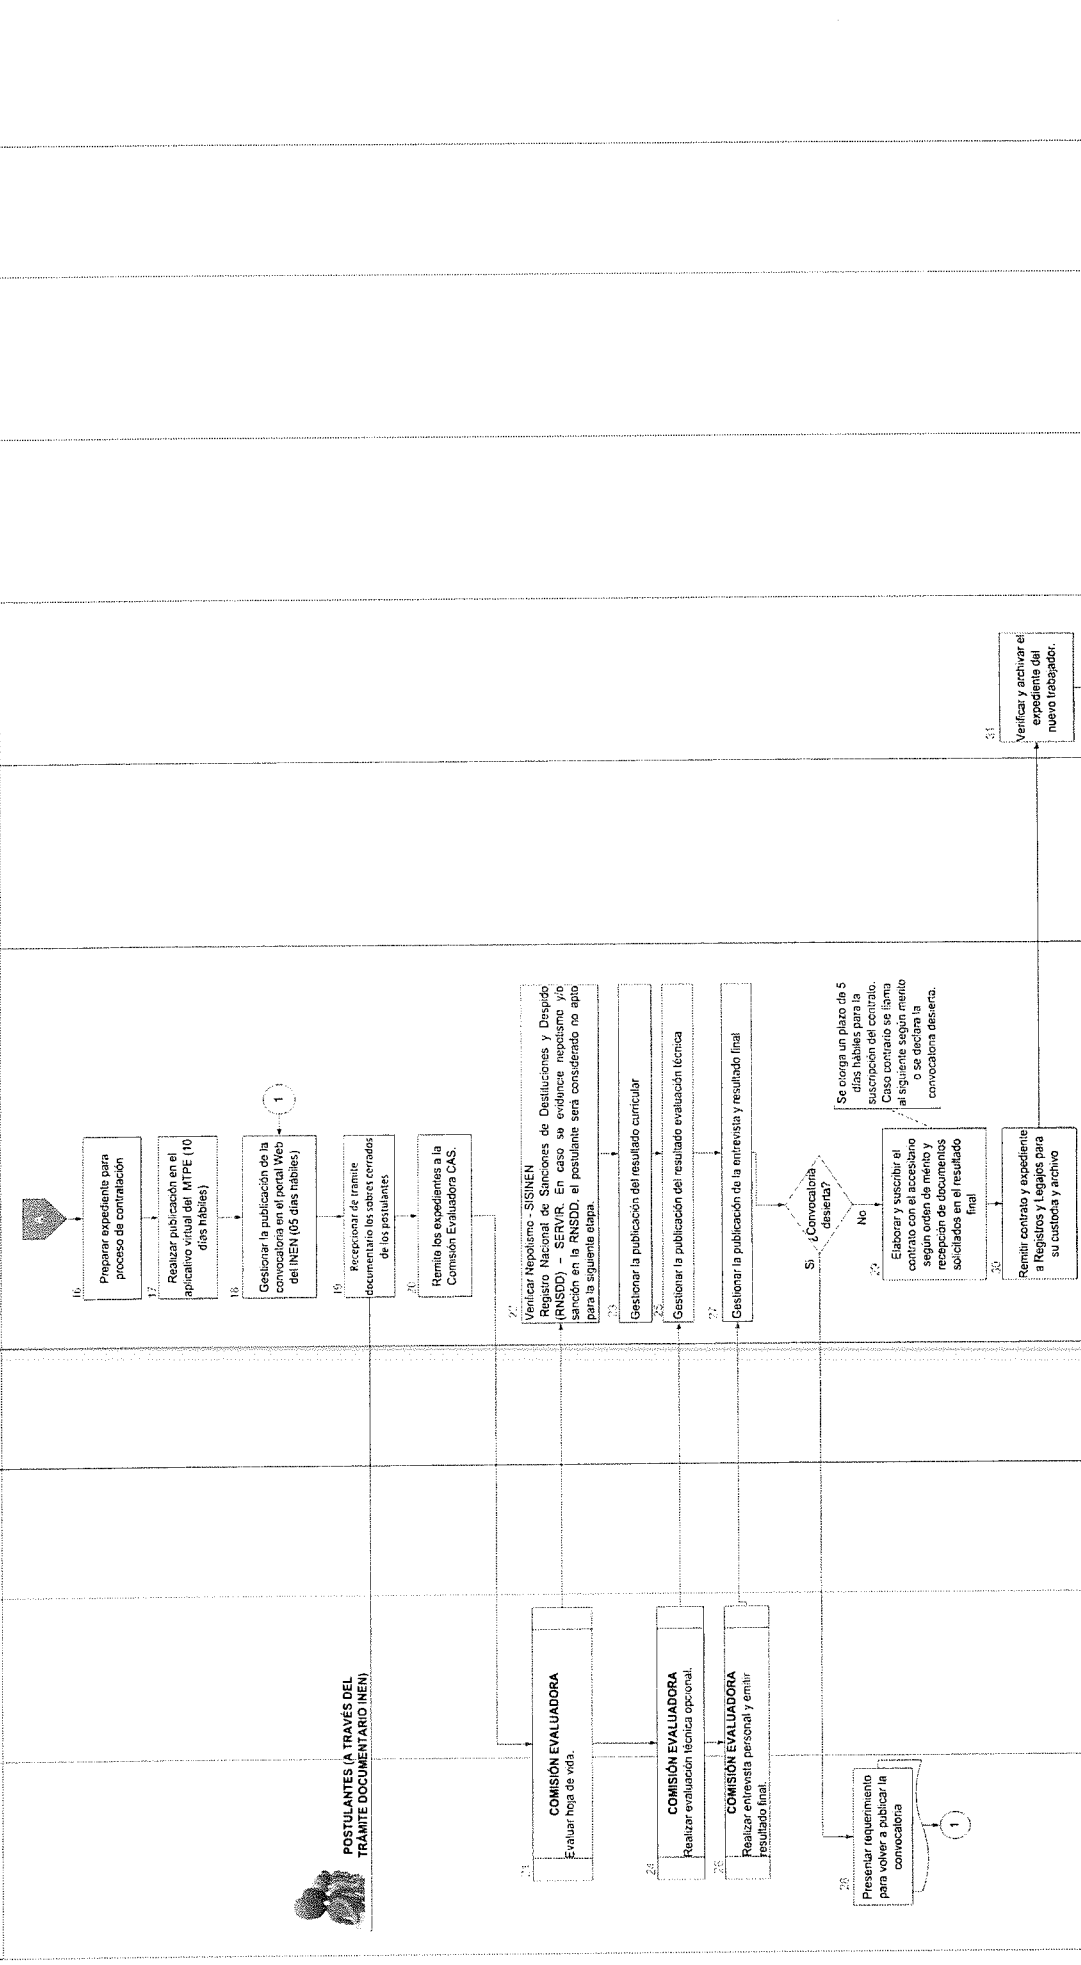 16
Preparar expediente para
proceso de contratación
17
Realizar publicación en el
aplicativo virtual del MTPE (10
días hábiles)
18
Gestionar la publicación de la
convocatoria en el portal Web
del INEN (05 días hábiles)
1
POSTULANTES (A TRAVÉS DEL
TRÁMITE DOCUMENTARIO INEN)
19
Recepcionar de tramite
documentario los sobres cerrados
de los postulantes
20
Remite los expedientes a la
Comisión Evaluadora CAS.
21
COMISIÓN EVALUADORA
Evaluar hoja de vida.
22
Verificar Nepotismo - SISINEN
Registro Nacional de Sanciones de Destituciones y Despido
(RNSDD) – SERVIR. En caso se evidencie nepotismo y/o
sanción en la RNSDD, el postulante será considerado no apto
para la siguiente etapa.
23
Gestionar la publicación del resultado curricular
24
COMISIÓN EVALUADORA
Realizar evaluación técnica opcional.
25
Gestionar la publicación del resultado evaluación técnica
26
COMISIÓN EVALUADORA
Realizar entrevista personal y emitir
resultado final.
27
Gestionar la publicación de la entrevista y resultado final
¿Convocatoria
desierta?
Si
No
28
Presentar requerimiento
para volver a publicar la
convocatoria
1
Se otorga un plazo de 5
días hábiles para la
suscripción del contrato.
Caso contrario se llama
al siguiente según merito
o se declara la
convocatoria desierta.
29
Elaborar y suscribir el
contrato con el accesitario
según orden de mérito y
recepción de documentos
solicitados en el resultado
final
30
Remitir contrato y expediente
a Registros y Legajos para
su custodia y archivo
31
Verificar y archivar el
expediente del
nuevo trabajador.